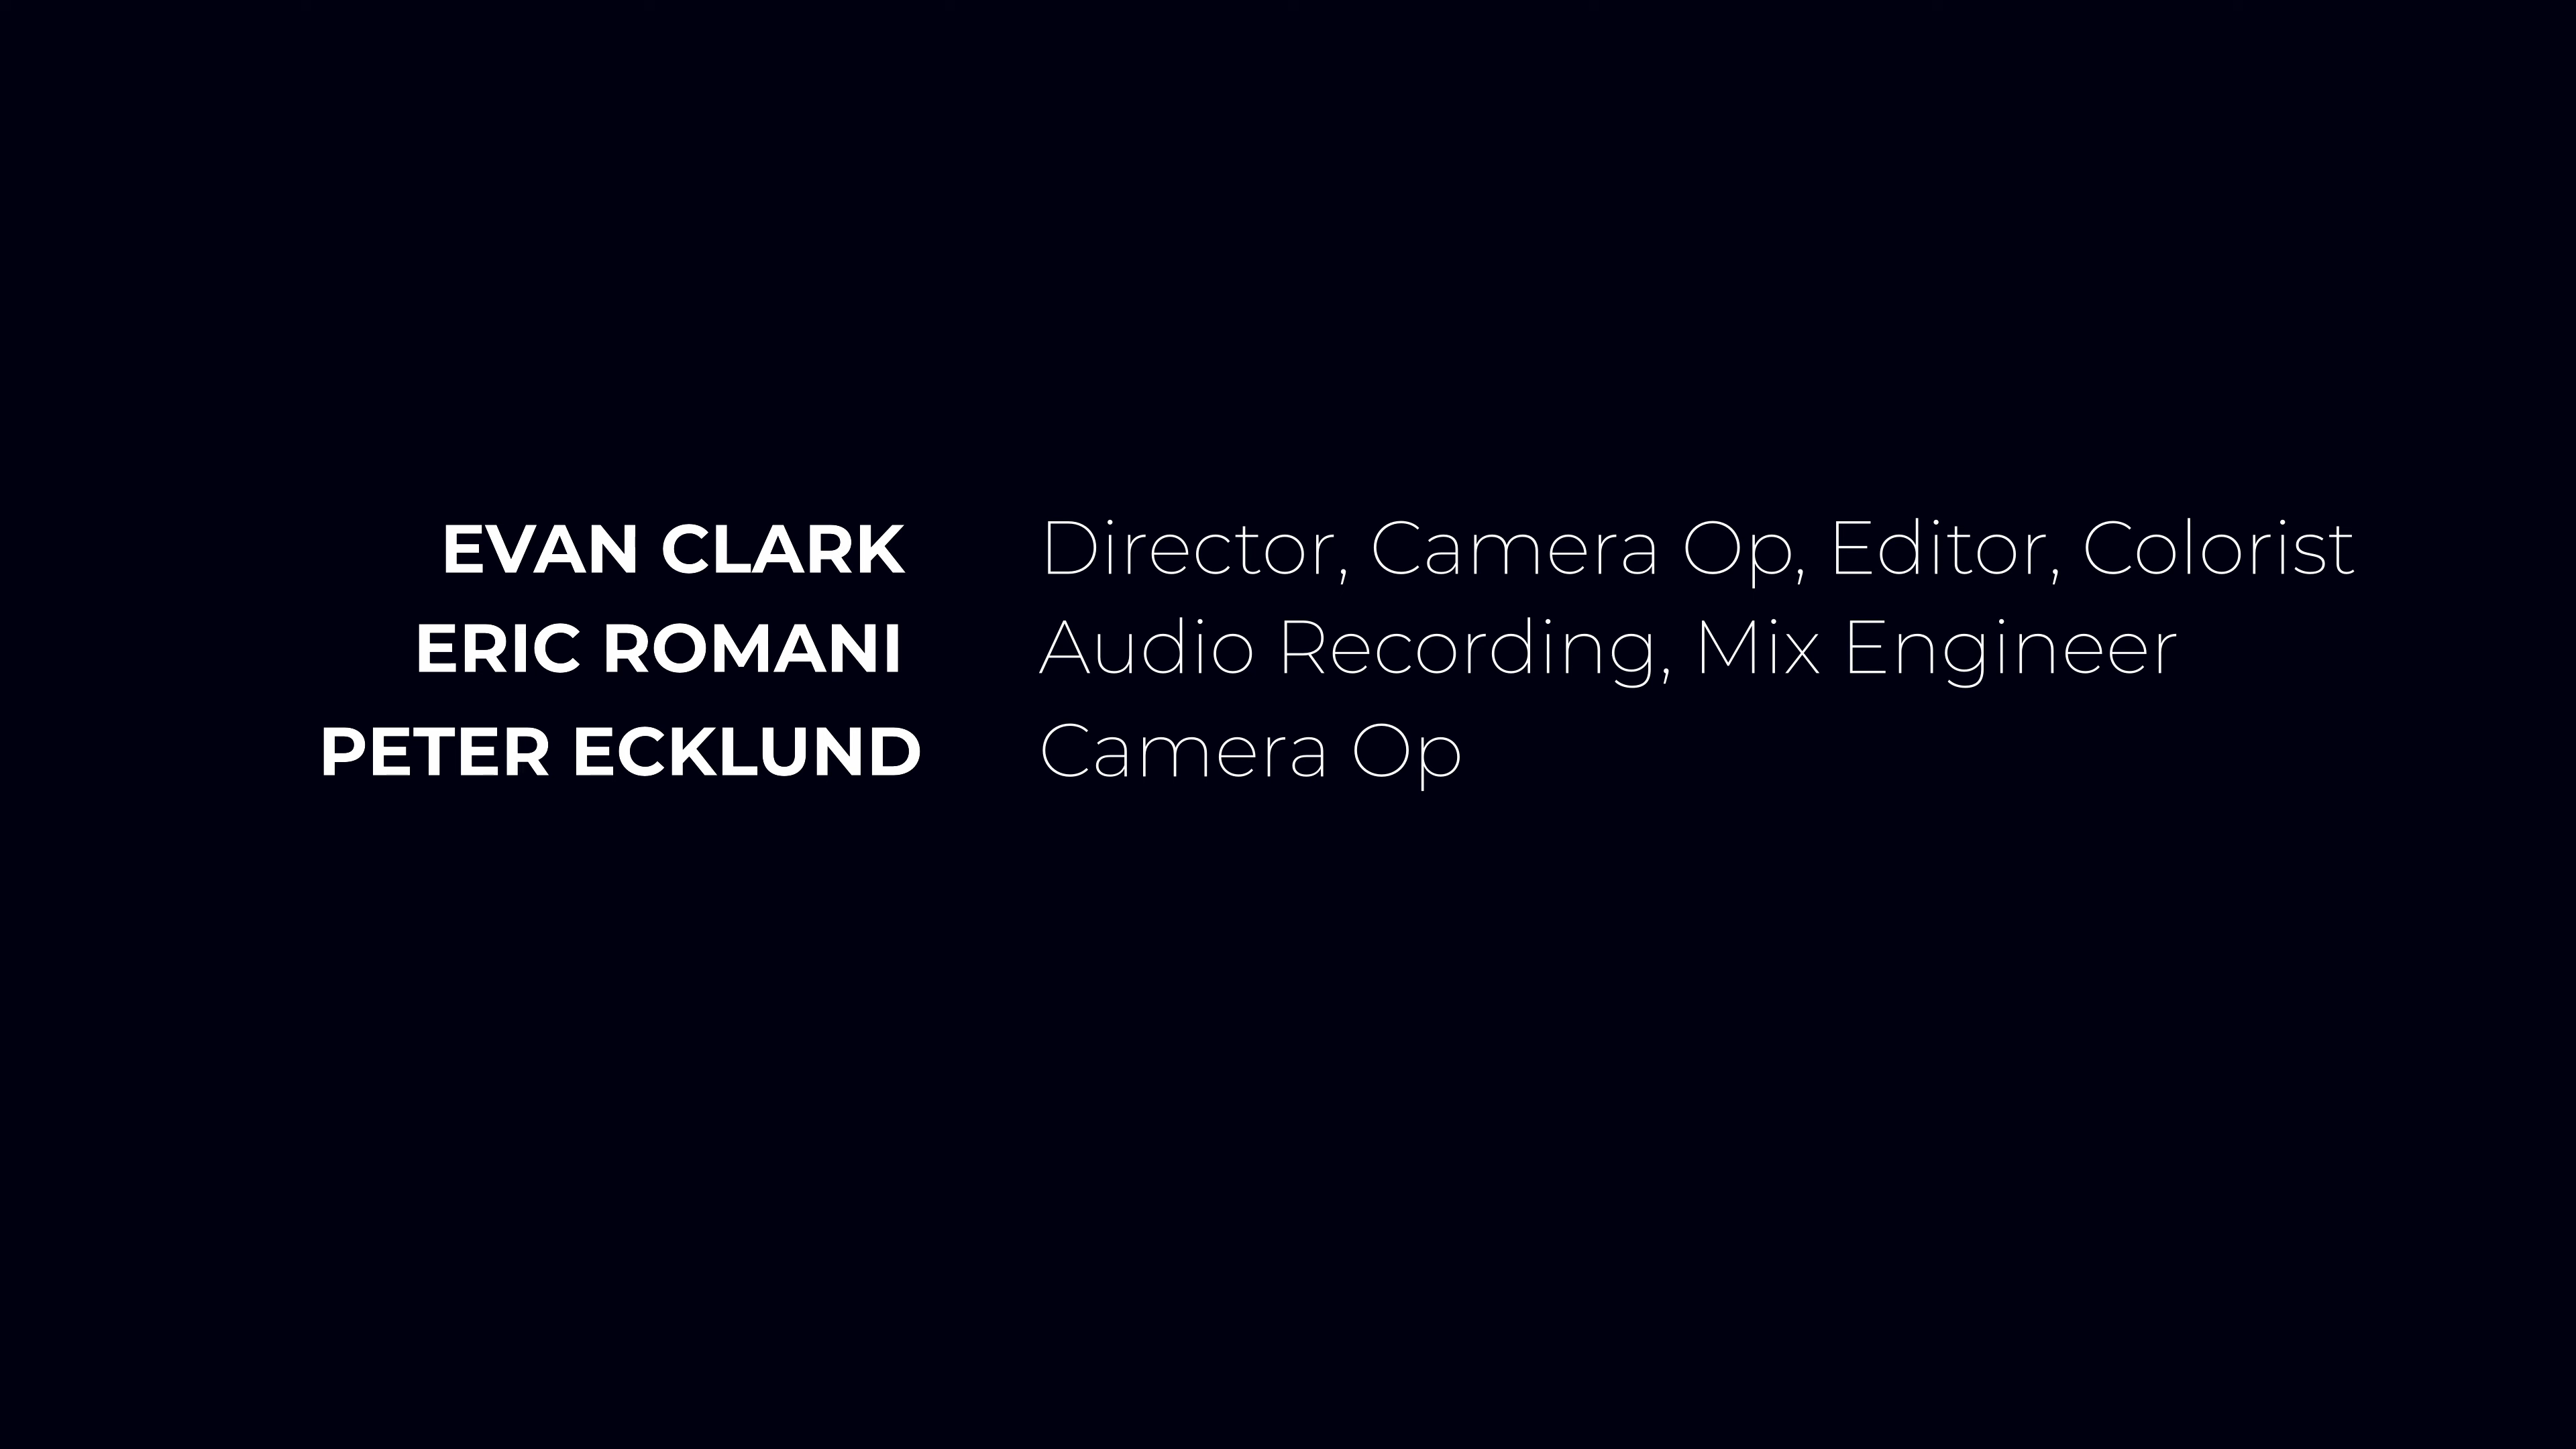 EVAN CLARK Director, Camera Op, Editor, Colorist
ERIC ROMANI Audio Recording, Mix Engineer
PETER ECKLUND Camera Op